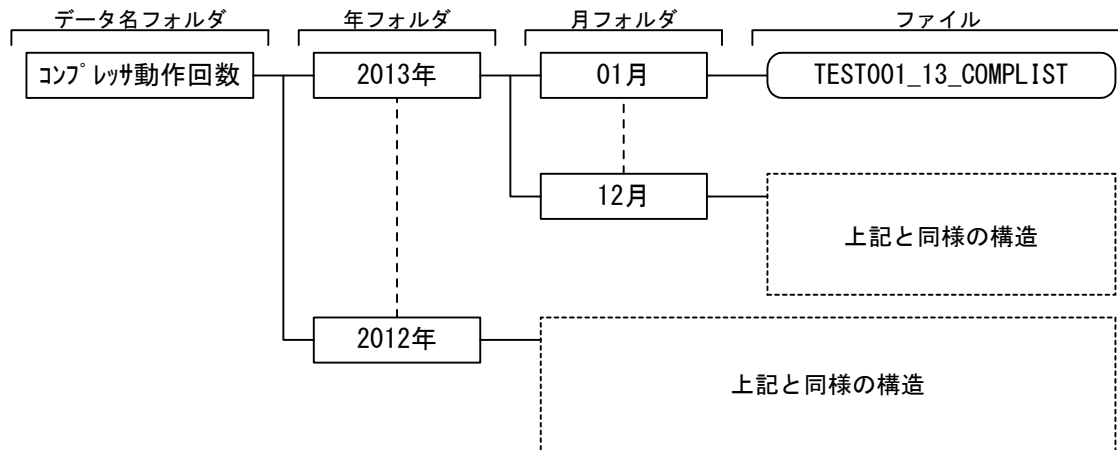 データ名フォルダ 年フォルダ 月フォルダ ファイル
ｺﾝﾌﾟﾚｯｻ動作回数 2013年 01月 TEST001_13_COMPLIST
12月
上記と同様の構造
2012年
上記と同様の構造